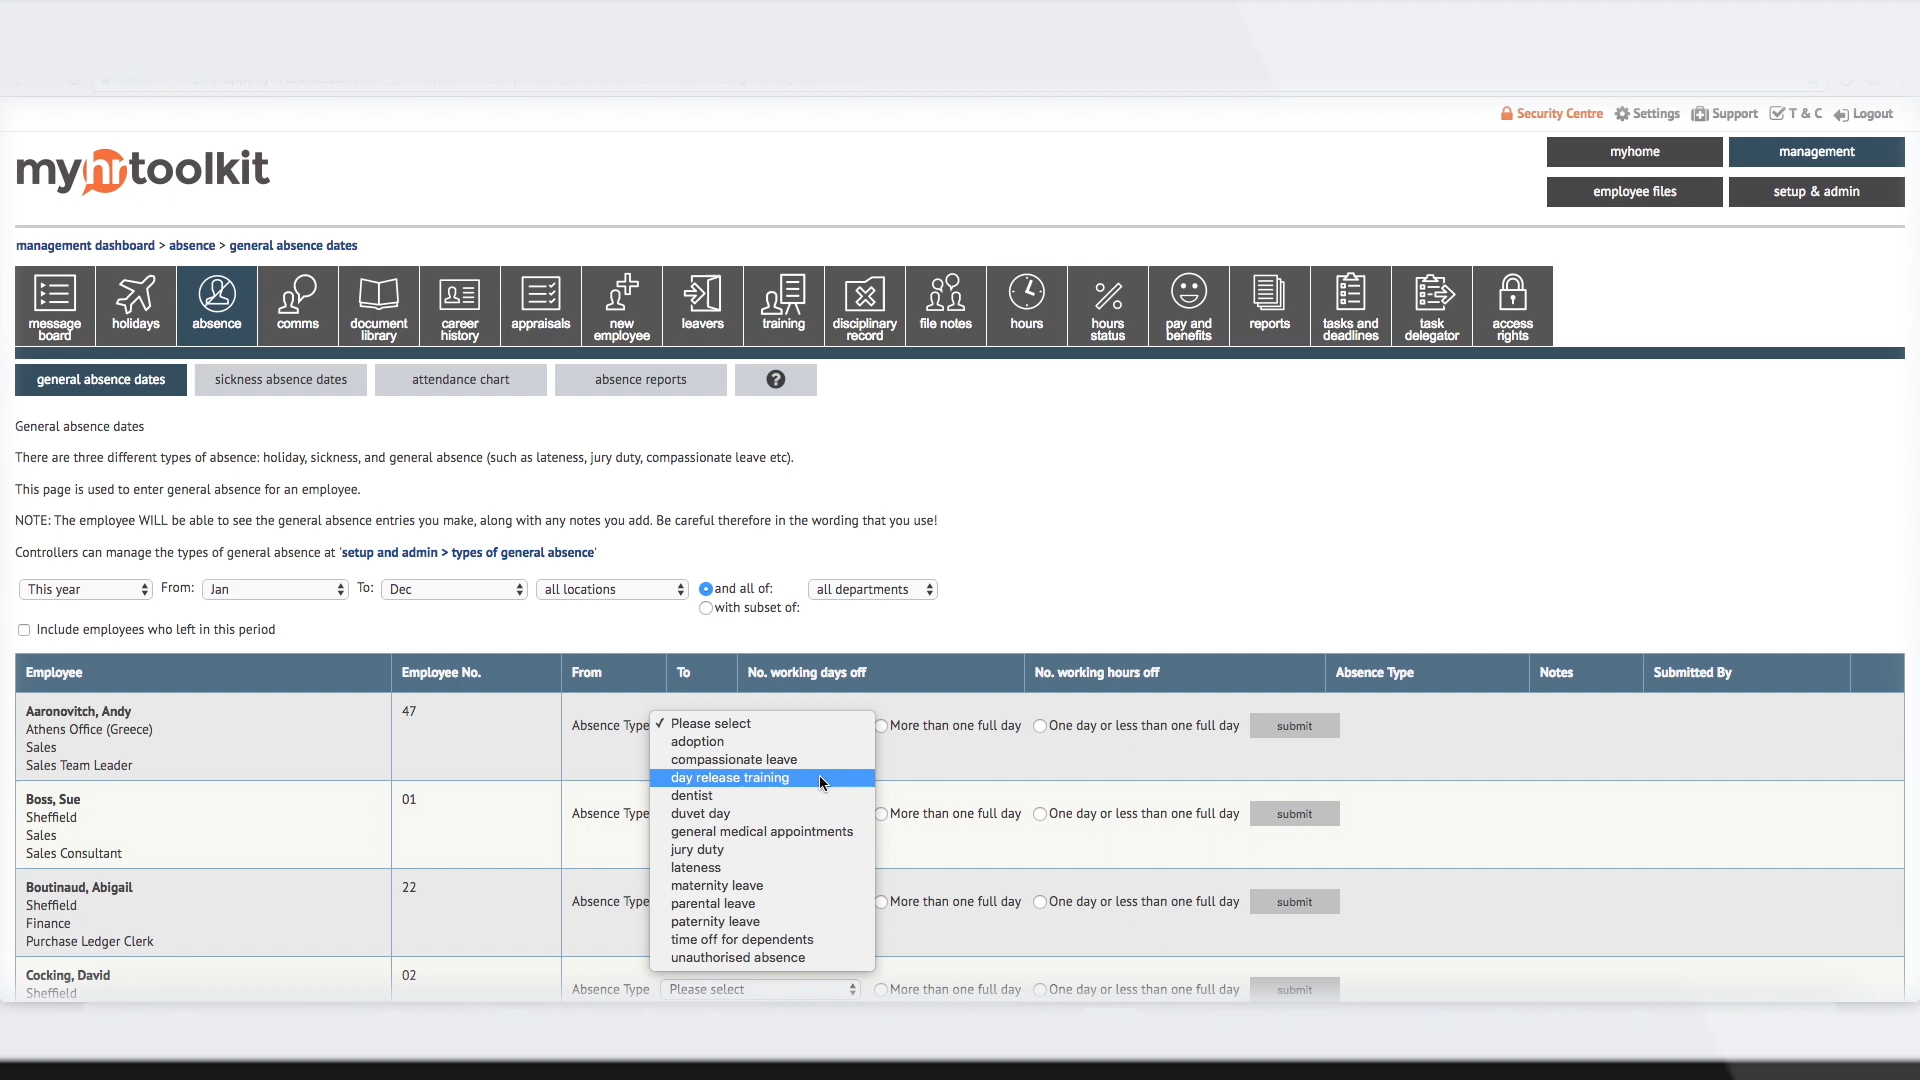 Security Centre Settings Support T & C Logout
myhrtoolkit
myhome management
employee files setup & admin
management dashboard > absence > general absence dates
message board holidays absence comms document library career history appraisals new employee leavers training disciplinary record file notes hours hours status pay and benefits reports tasks and deadlines task delegator access rights
general absence dates sickness absence dates attendance chart absence reports ?
General absence dates
There are three different types of absence: holiday, sickness, and general absence (such as lateness, jury duty, compassionate leave etc).
This page is used to enter general absence for an employee.
NOTE: The employee WILL be able to see the general absence entries you make, along with any notes you add. Be careful therefore in the wording that you use!
Controllers can manage the types of general absence at 'setup and admin > types of general absence'
This year From: Jan To: Dec all locations and all of: all departments
with subset of:
Include employees who left in this period
Employee Employee No. From To No. working days off No. working hours off Absence Type Notes Submitted By
Aaronovitch, Andy 47
Athens Office (Greece)
Sales
Sales Team Leader
Absence Type More than one full day One day or less than one full day submit
✓ Please select
adoption
compassionate leave
day release training
dentist
duvet day
general medical appointments
jury duty
lateness
maternity leave
parental leave
paternity leave
time off for dependents
unauthorised absence
Boss, Sue 01
Sheffield
Sales
Sales Consultant
Absence Type More than one full day One day or less than one full day submit
Boutinaud, Abigail 22
Sheffield
Finance
Purchase Ledger Clerk
Absence Type More than one full day One day or less than one full day submit
Cocking, David 02
Sheffield
Absence Type Please select More than one full day One day or less than one full day submit